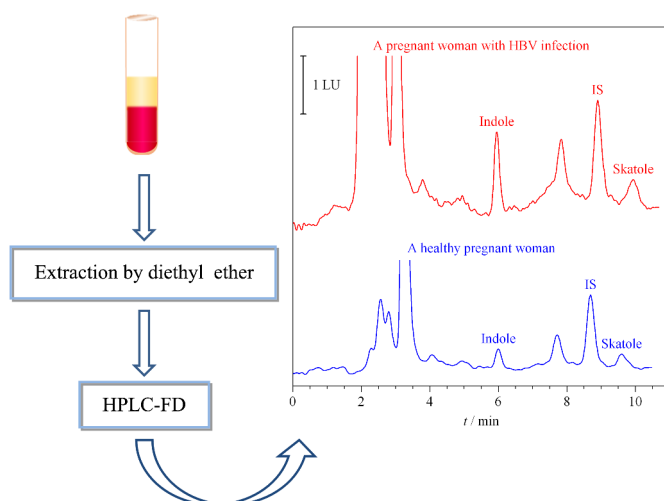 A pregnant woman with HBV infection
1 LU
IS
Indole
Skatole
Extraction by diethyl ether
A healthy pregnant woman
IS
Indole
Skatole
HPLC-FD
0 2 4 6 8 10
t / min